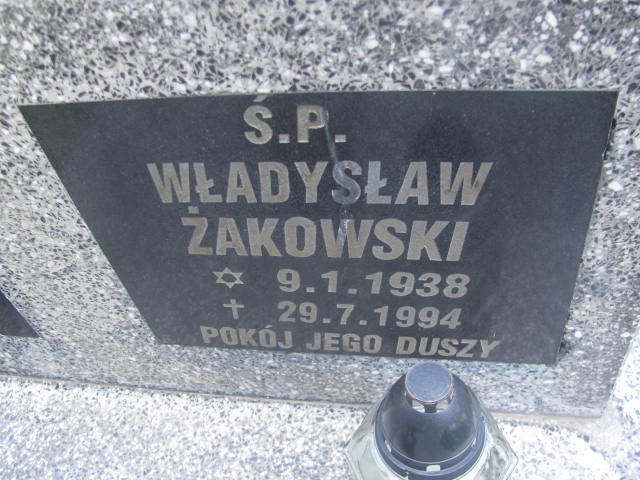 Ś.P.
WŁADYSŁAW
ŻAKOWSKI
✡ 9.1.1938
✝ 29.7.1994
POKÓJ JEGO DUSZY